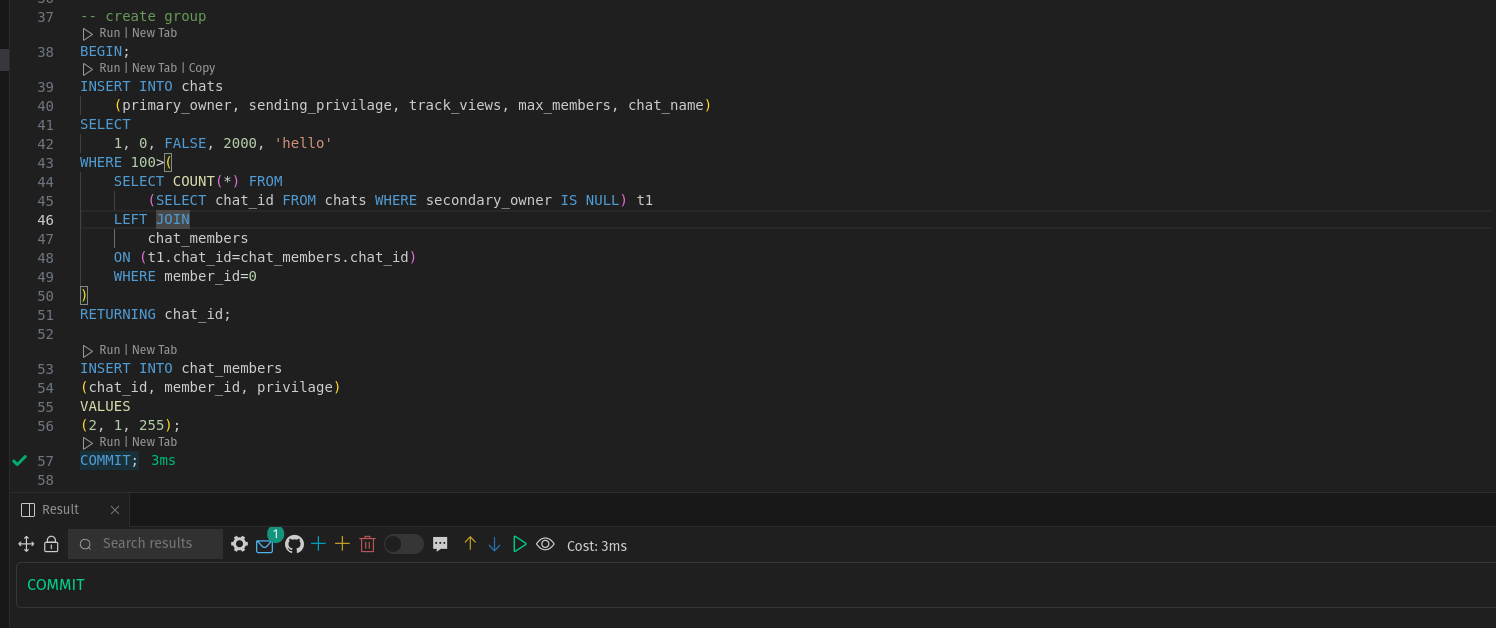 37 -- create group
Run | New Tab
38 BEGIN;
Run | New Tab | Copy
39 INSERT INTO chats
40 (primary_owner, sending_privilage, track_views, max_members, chat_name)
41 SELECT
42 1, 0, FALSE, 2000, 'hello'
43 WHERE 100>(
44 SELECT COUNT(*) FROM
45 (SELECT chat_id FROM chats WHERE secondary_owner IS NULL) t1
46 LEFT JOIN
47 chat_members
48 ON (t1.chat_id=chat_members.chat_id)
49 WHERE member_id=0
50 )
51 RETURNING chat_id;
52
Run | New Tab
53 INSERT INTO chat_members
54 (chat_id, member_id, privilage)
55 VALUES
56 (2, 1, 255);
Run | New Tab
57 COMMIT; 3ms
58
Result
Search results 1 Cost: 3ms
COMMIT